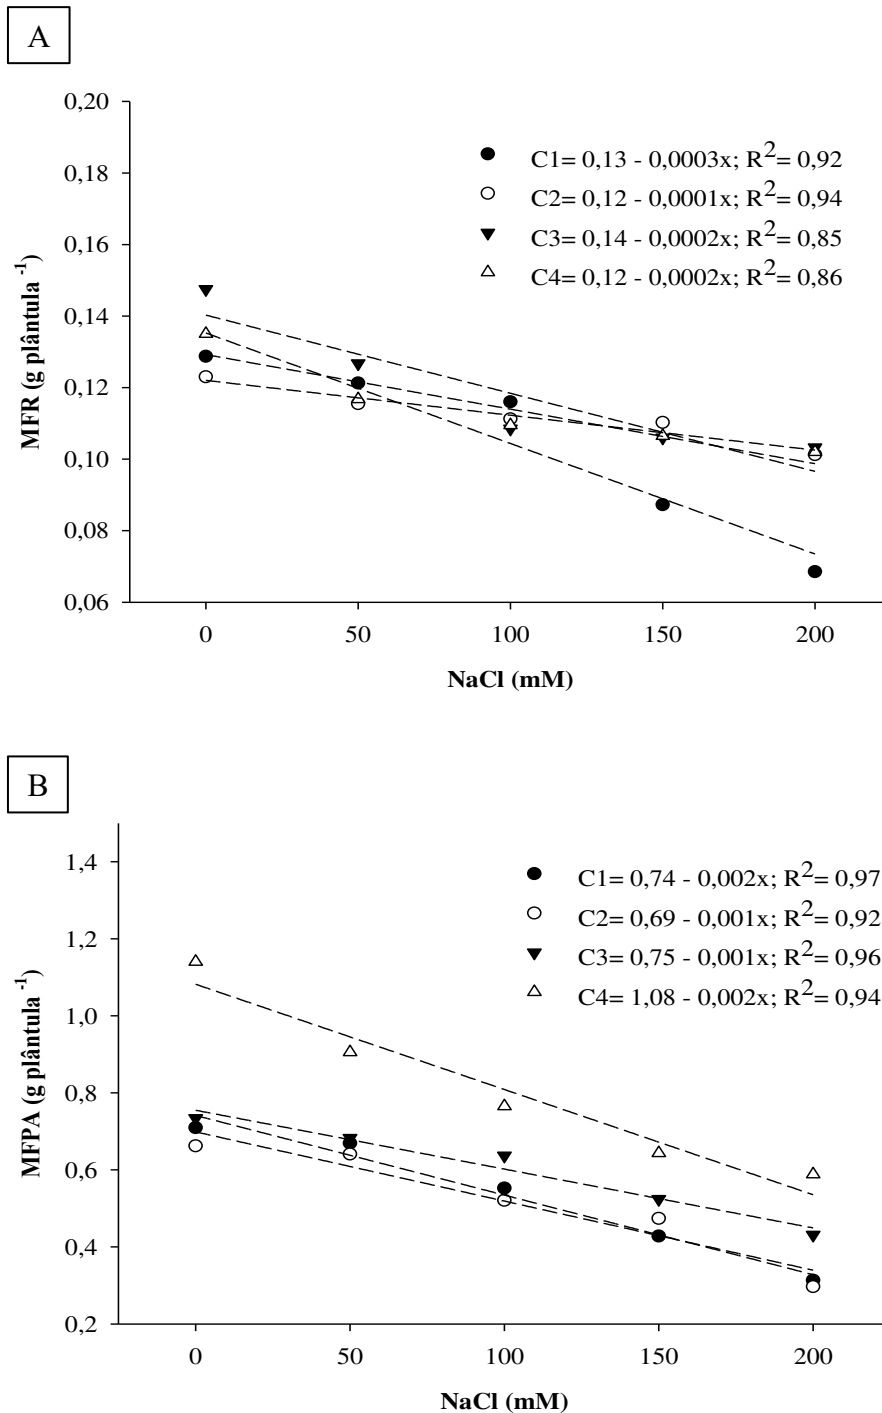 A
0,20
0,18
0,16
0,14
0,12
0,10
0,08
0,06
MFR (g plântula -1)
C1= 0,13 - 0,0003x; R2= 0,92
C2= 0,12 - 0,0001x; R2= 0,94
C3= 0,14 - 0,0002x; R2= 0,85
C4= 0,12 - 0,0002x; R2= 0,86
0 50 100 150 200
NaCl (mM)
B
1,4
1,2
1,0
0,8
0,6
0,4
0,2
MFPA (g plântula -1)
C1= 0,74 - 0,002x; R2= 0,97
C2= 0,69 - 0,001x; R2= 0,92
C3= 0,75 - 0,001x; R2= 0,96
C4= 1,08 - 0,002x; R2= 0,94
0 50 100 150 200
NaCl (mM)